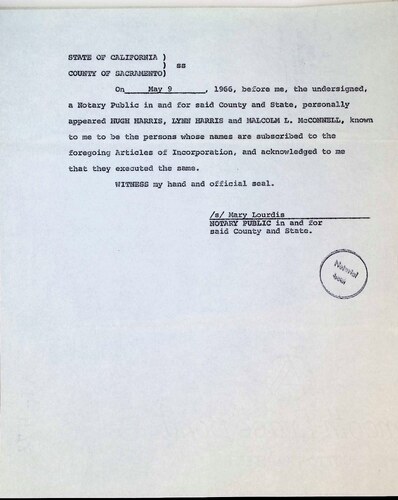 STATE OF CALIFORNIA )
) ss
COUNTY OF SACRAMENTO)
On May 9 , 1966, before me, the undersigned,
a Notary Public in and for said County and State, personally
appeared HUGH HARRIS, LYNN HARRIS and MALCOLM L. McCONNELL, known
to me to be the persons whose names are subscribed to the
foregoing Articles of Incorporation, and acknowledged to me
that they executed the same.
WITNESS my hand and official seal.
/s/ Mary Lourdis
NOTARY PUBLIC in and for
said County and State.
Notarial
Seal